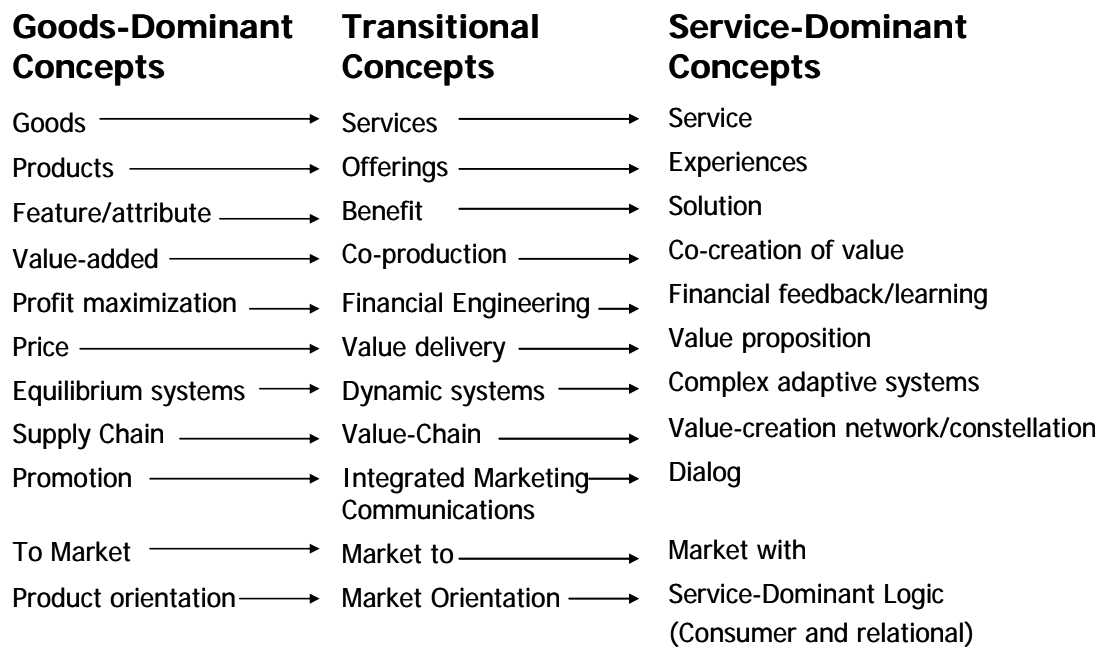 Goods-Dominant Concepts Transitional Concepts Service-Dominant Concepts
Goods Services Service
Products Offerings Experiences
Feature/attribute Benefit Solution
Value-added Co-production Co-creation of value
Profit maximization Financial Engineering Financial feedback/learning
Price Value delivery Value proposition
Equilibrium systems Dynamic systems Complex adaptive systems
Supply Chain Value-Chain Value-creation network/constellation
Promotion Integrated Marketing Dialog
Communications
To Market Market to Market with
Product orientation Market Orientation Service-Dominant Logic
(Consumer and relational)